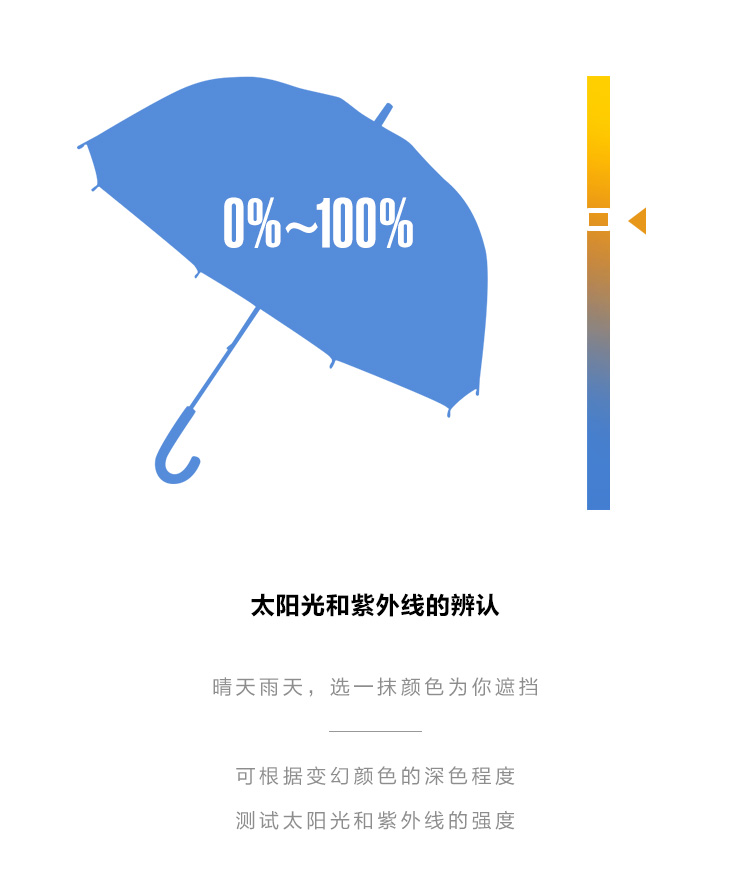 0%~100%
太阳光和紫外线的辨认
晴天雨天，选一抹颜色为你遮挡
可根据变幻颜色的深色程度
测试太阳光和紫外线的强度